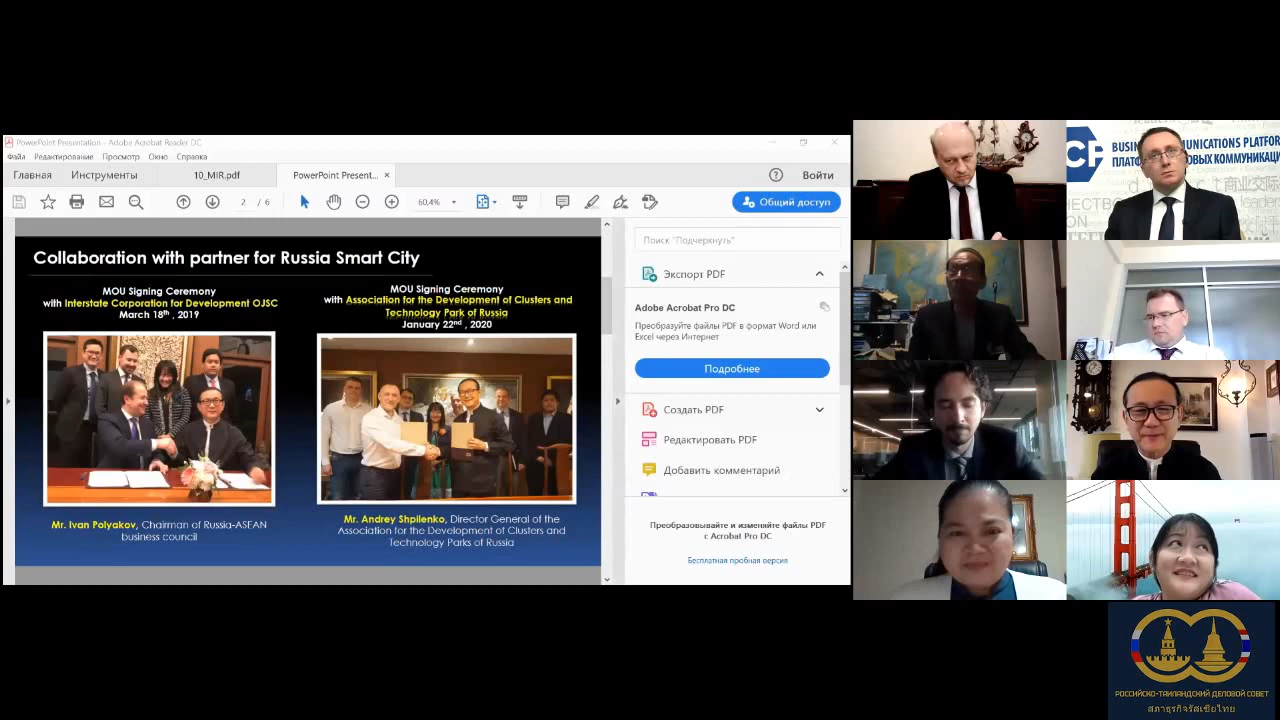 PowerPoint Presentation - Adobe Acrobat Reader DC
Файл Редактирование Просмотр Окно Справка
Главная Инструменты 10_MIR.pdf PowerPoint Present... × Войти
2 / 6 60,4% Общий доступ
Collaboration with partner for Russia Smart City
MOU Signing Ceremony
with Interstate Corporation for Development OJSC
March 18th, 2019
Mr. Ivan Polyakov, Chairman of Russia-ASEAN
business council
MOU Signing Ceremony
with Association for the Development of Clusters and
Technology Park of Russia
January 22nd , 2020
Mr. Andrey Shpilenko, Director General of the
Association for the Development of Clusters and
Technology Parks of Russia
Поиск "Подчеркнуть"
Экспорт PDF
Adobe Acrobat Pro DC
Преобразуйте файлы PDF в формат Word или
Excel через Интернет
Подробнее
Создать PDF
Редактировать PDF
Добавить комментарий
Преобразовывайте и изменяйте файлы PDF
с Acrobat Pro DC
Бесплатная пробная версия
РОССИЙСКО-ТАИЛАНДСКИЙ ДЕЛОВОЙ СОВЕТ
สภาธุรกิจรัสเซียไทย